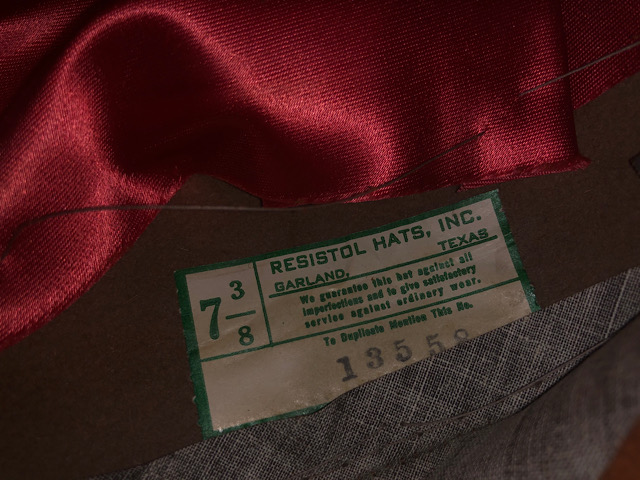 RESISTOL HATS, INC.
GARLAND, TEXAS
7 3/8
We guarantee this hat against all
imperfections and to give satisfactory
service against ordinary wear.
To Duplicate Mention This No.
13558